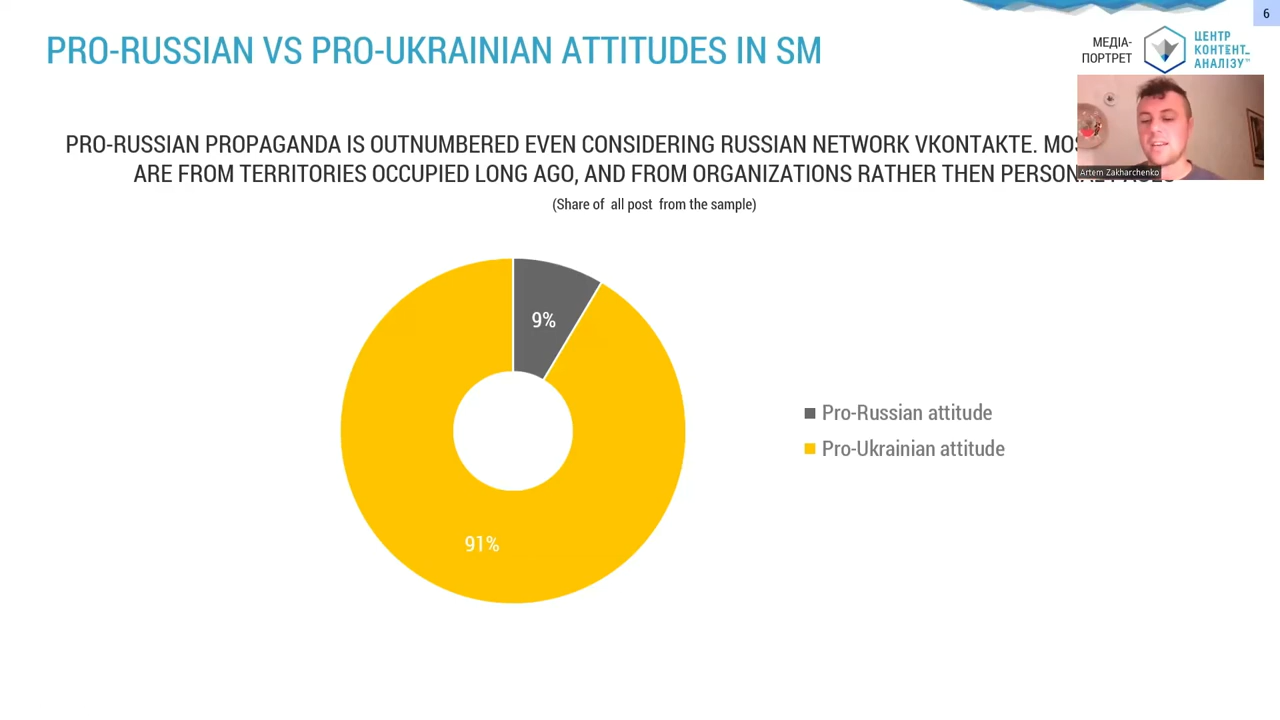 6
PRO-RUSSIAN VS PRO-UKRAINIAN ATTITUDES IN SM
МЕДІА-
ПОРТРЕТ
ЦЕНТР
КОНТЕНТ
АНАЛІЗУ
PRO-RUSSIAN PROPAGANDA IS OUTNUMBERED EVEN CONSIDERING RUSSIAN NETWORK VKONTAKTE.
ARE FROM TERRITORIES OCCUPIED LONG AGO, AND FROM ORGANIZATIONS RATHER THEN
(Share of all post from the sample)
Artem Zakharchenko
9%
91%
Pro-Russian attitude
Pro-Ukrainian attitude